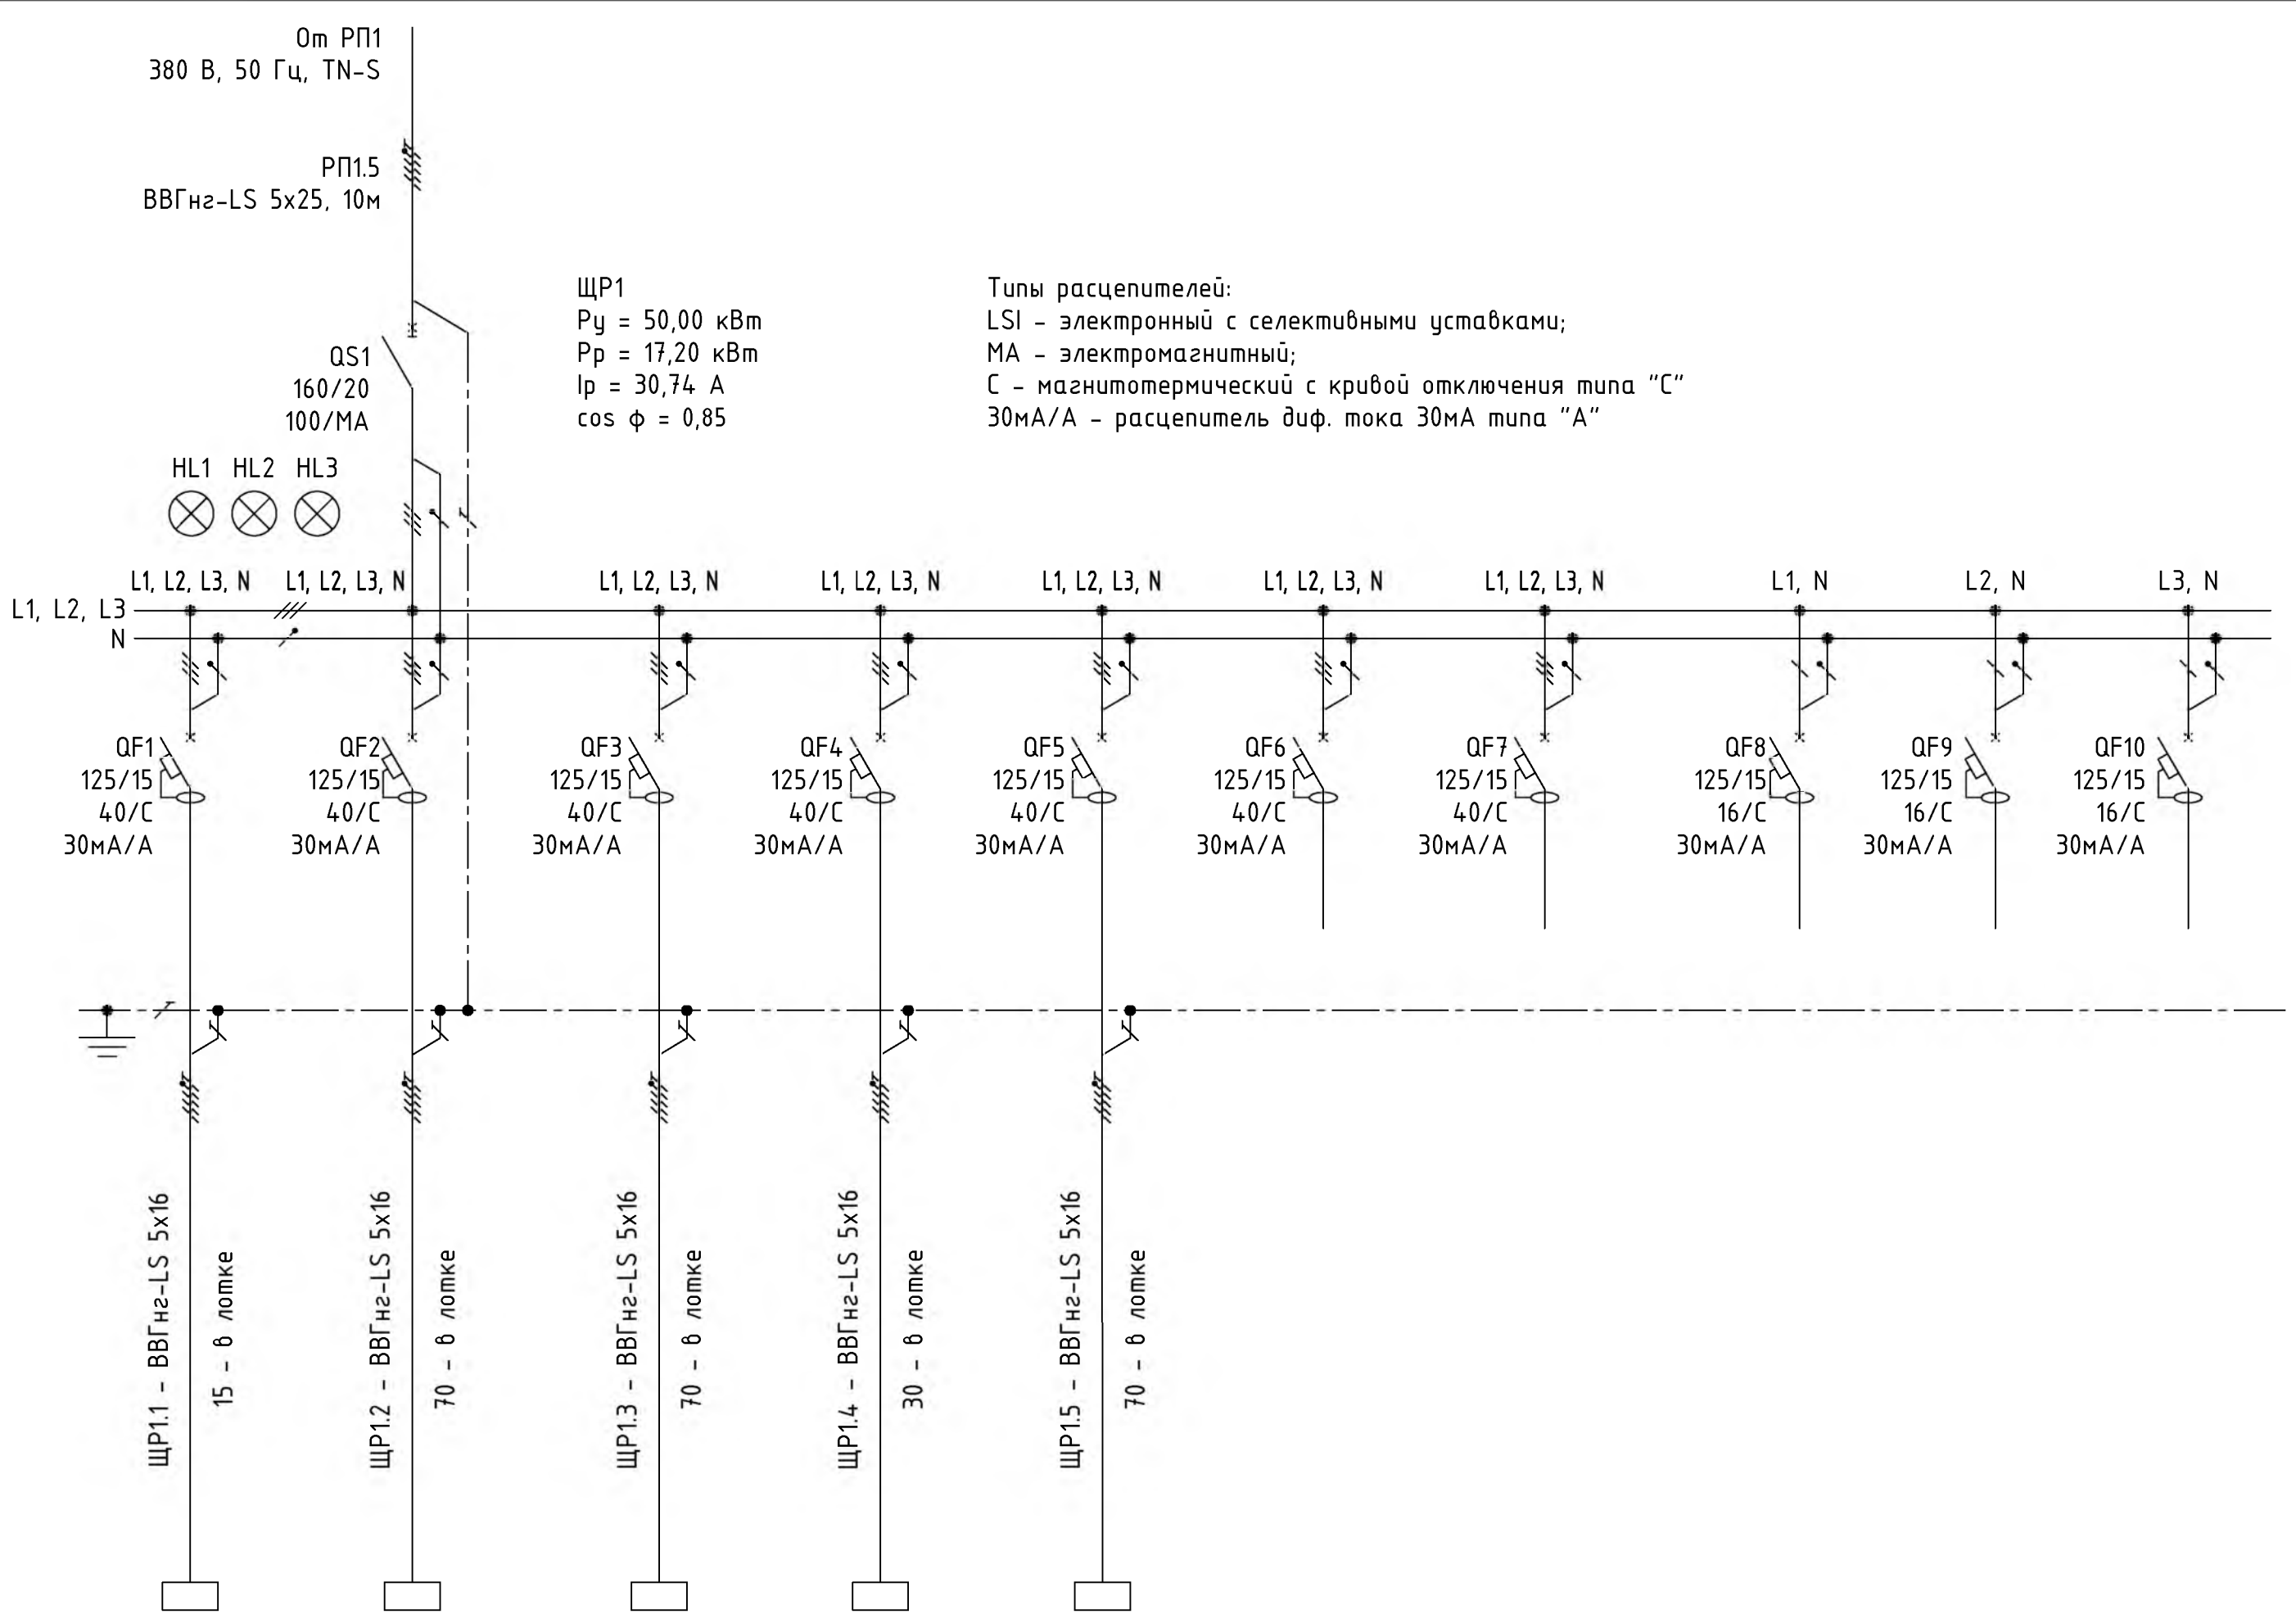 От РП1
380 В, 50 Гц, TN-S
РП1.5
ВВГнг-LS 5х25, 10м
ЩР1
Ру = 50,00 кВт
Рр = 17,20 кВт
Iр = 30,74 А
cos φ = 0,85
Типы расцепителей:
LSI - электронный с селективными уставками;
МА - электромагнитный;
С - магнитотермический с кривой отключения типа "С"
30мА/А - расцепитель диф. тока 30мА типа "А"
QS1
160/20
100/МА
HL1 HL2 HL3
L1, L2, L3, N L1, L2, L3, N L1, L2, L3, N L1, L2, L3, N L1, L2, L3, N L1, L2, L3, N L1, L2, L3, N L1, N L2, N L3, N
L1, L2, L3
N
QF1 QF2 QF3 QF4 QF5 QF6 QF7 QF8 QF9 QF10
125/15 125/15 125/15 125/15 125/15 125/15 125/15 125/15 125/15 125/15
40/С 40/С 40/С 40/С 40/С 40/С 40/С 16/С 16/С 16/С
30мА/А 30мА/А 30мА/А 30мА/А 30мА/А 30мА/А 30мА/А 30мА/А 30мА/А 30мА/А
ЩР1.1 - ВВГнг-LS 5х16
15 - в лотке
ЩР1.2 - ВВГнг-LS 5х16
70 - в лотке
ЩР1.3 - ВВГнг-LS 5х16
70 - в лотке
ЩР1.4 - ВВГнг-LS 5х16
30 - в лотке
ЩР1.5 - ВВГнг-LS 5х16
70 - в лотке